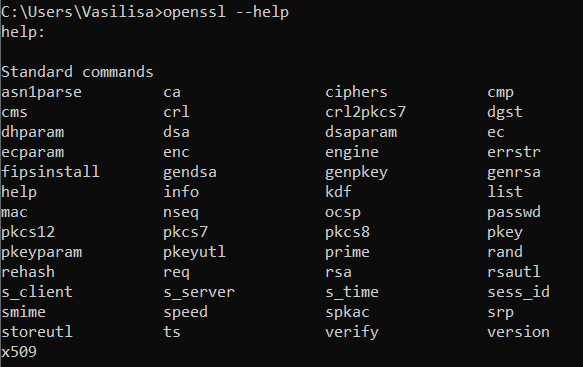 C:\Users\Vasilisa>openssl --help
help:

Standard commands
asn1parse         ca                ciphers           cmp
cms               crl               crl2pkcs7         dgst
dhparam           dsa               dsaparam          ec
ecparam           enc               engine            errstr
fipsinstall       gendsa            genpkey           genrsa
help              info              kdf               list
mac               nseq              ocsp              passwd
pkcs12            pkcs7             pkcs8             pkey
pkeyparam         pkeyutl           prime             rand
rehash            req               rsa               rsautl
s_client          s_server          s_time            sess_id
smime             speed             spkac             srp
storeutl          ts                verify            version
x509